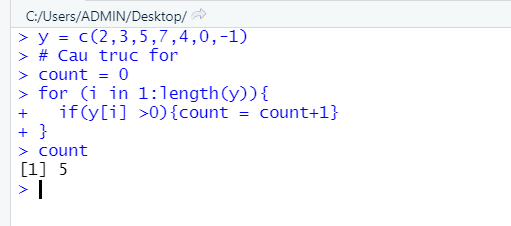 C:/Users/ADMIN/Desktop/
> y = c(2,3,5,7,4,0,-1)
> # Cau truc for
> count = 0
> for (i in 1:length(y)){
+   if(y[i] >0){count = count+1}
+ }
> count
[1] 5
>